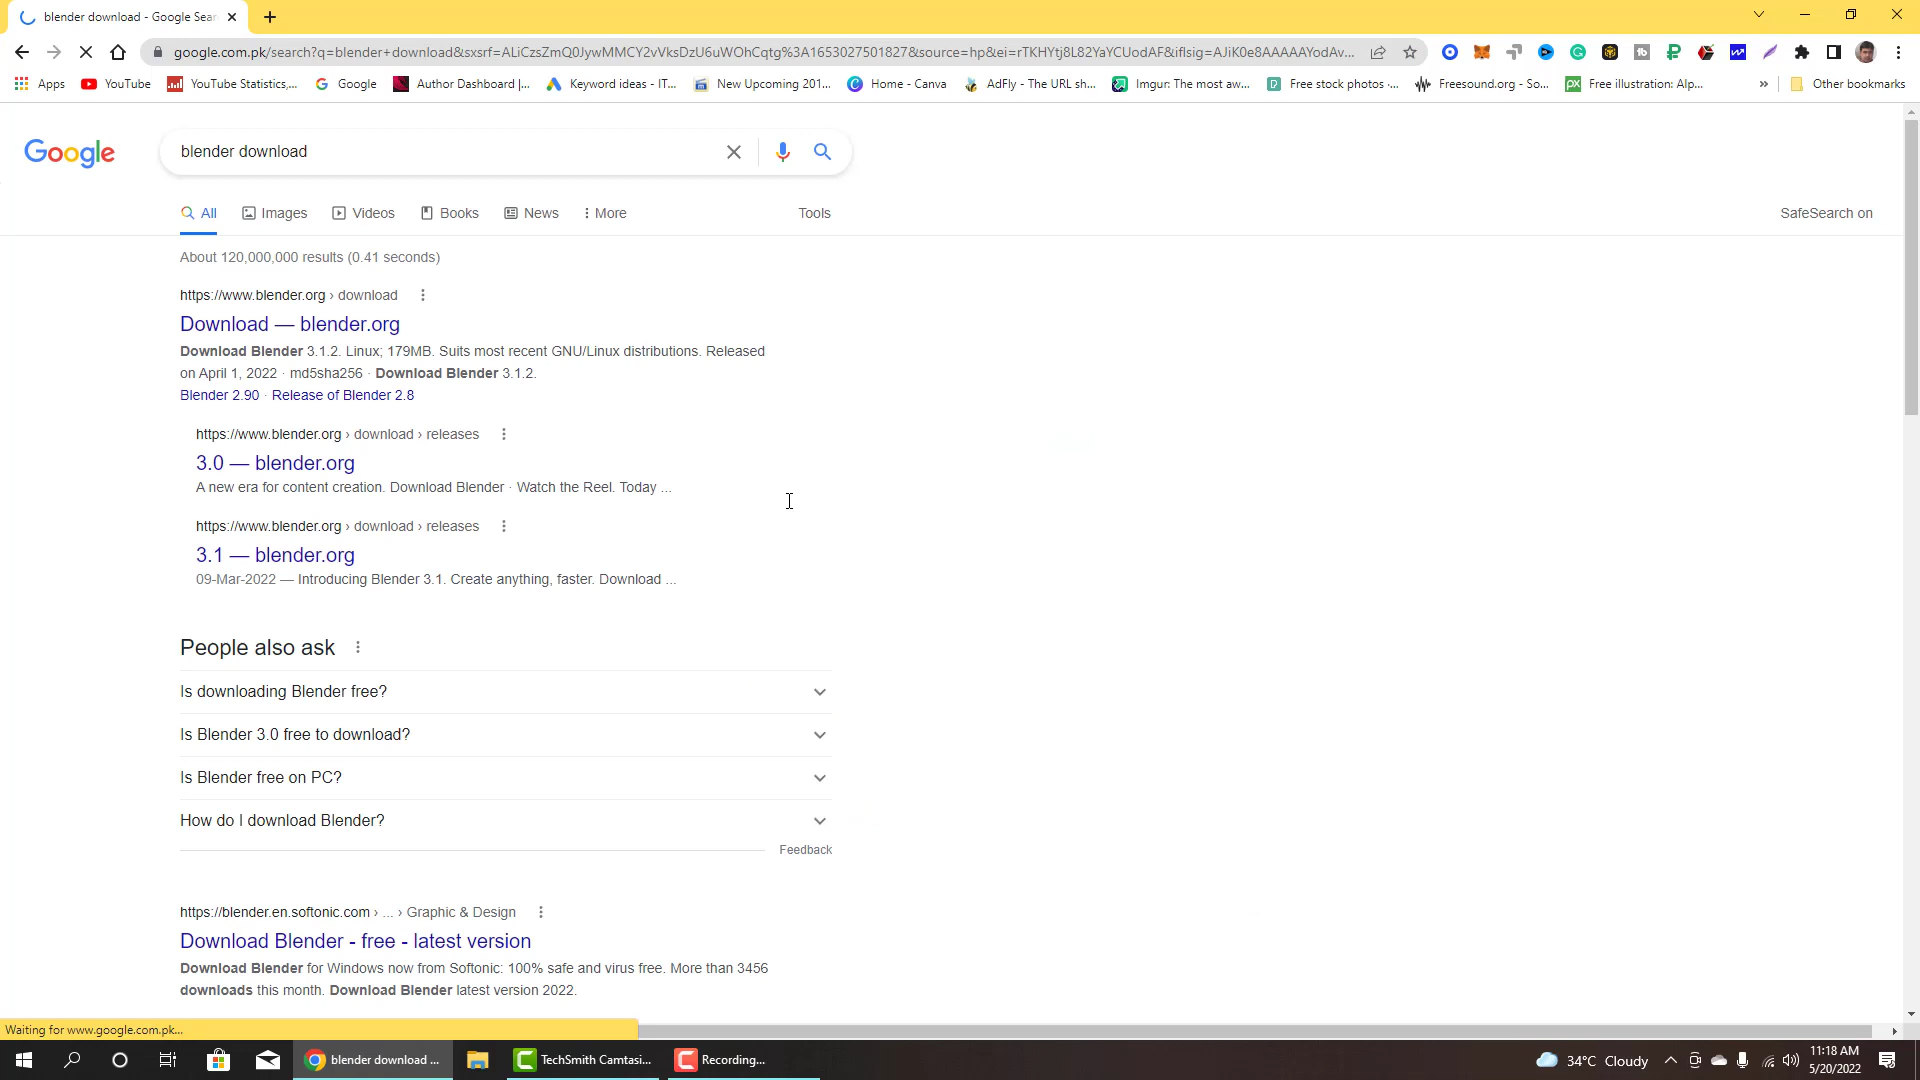 blender download - Google Sear
google.com.pk/search?q=blender+download&sxsrf=ALiCzsZmQ0JywMMCY2vVksDzU6uWOhCqtg%3A1653027501827&source=hp&ei=rTKHYtj8L82YaYCUodAF&iflsig=AJiK0e8AAAAAYodAv...
Apps YouTube YouTube Statistics,... Google Author Dashboard |... Keyword ideas - IT... New Upcoming 201... Home - Canva AdFly - The URL sh... Imgur: The most aw... Free stock photos ·... Freesound.org - So... Free illustration: Alp... » Other bookmarks
Google blender download
All Images Videos Books News More Tools SafeSearch on
About 120,000,000 results (0.41 seconds)
https://www.blender.org › download
Download — blender.org
Download Blender 3.1.2. Linux; 179MB. Suits most recent GNU/Linux distributions. Released
on April 1, 2022 · md5sha256 · Download Blender 3.1.2.
Blender 2.90 · Release of Blender 2.8
https://www.blender.org › download › releases
3.0 — blender.org
A new era for content creation. Download Blender · Watch the Reel. Today ...
https://www.blender.org › download › releases
3.1 — blender.org
09-Mar-2022 — Introducing Blender 3.1. Create anything, faster. Download ...
People also ask
Is downloading Blender free?
Is Blender 3.0 free to download?
Is Blender free on PC?
How do I download Blender?
Feedback
https://blender.en.softonic.com › ... › Graphic & Design
Download Blender - free - latest version
Download Blender for Windows now from Softonic: 100% safe and virus free. More than 3456
downloads this month. Download Blender latest version 2022.
Waiting for www.google.com.pk...
blender download ... TechSmith Camtasi... Recording... 34°C Cloudy 11:18 AM
5/20/2022